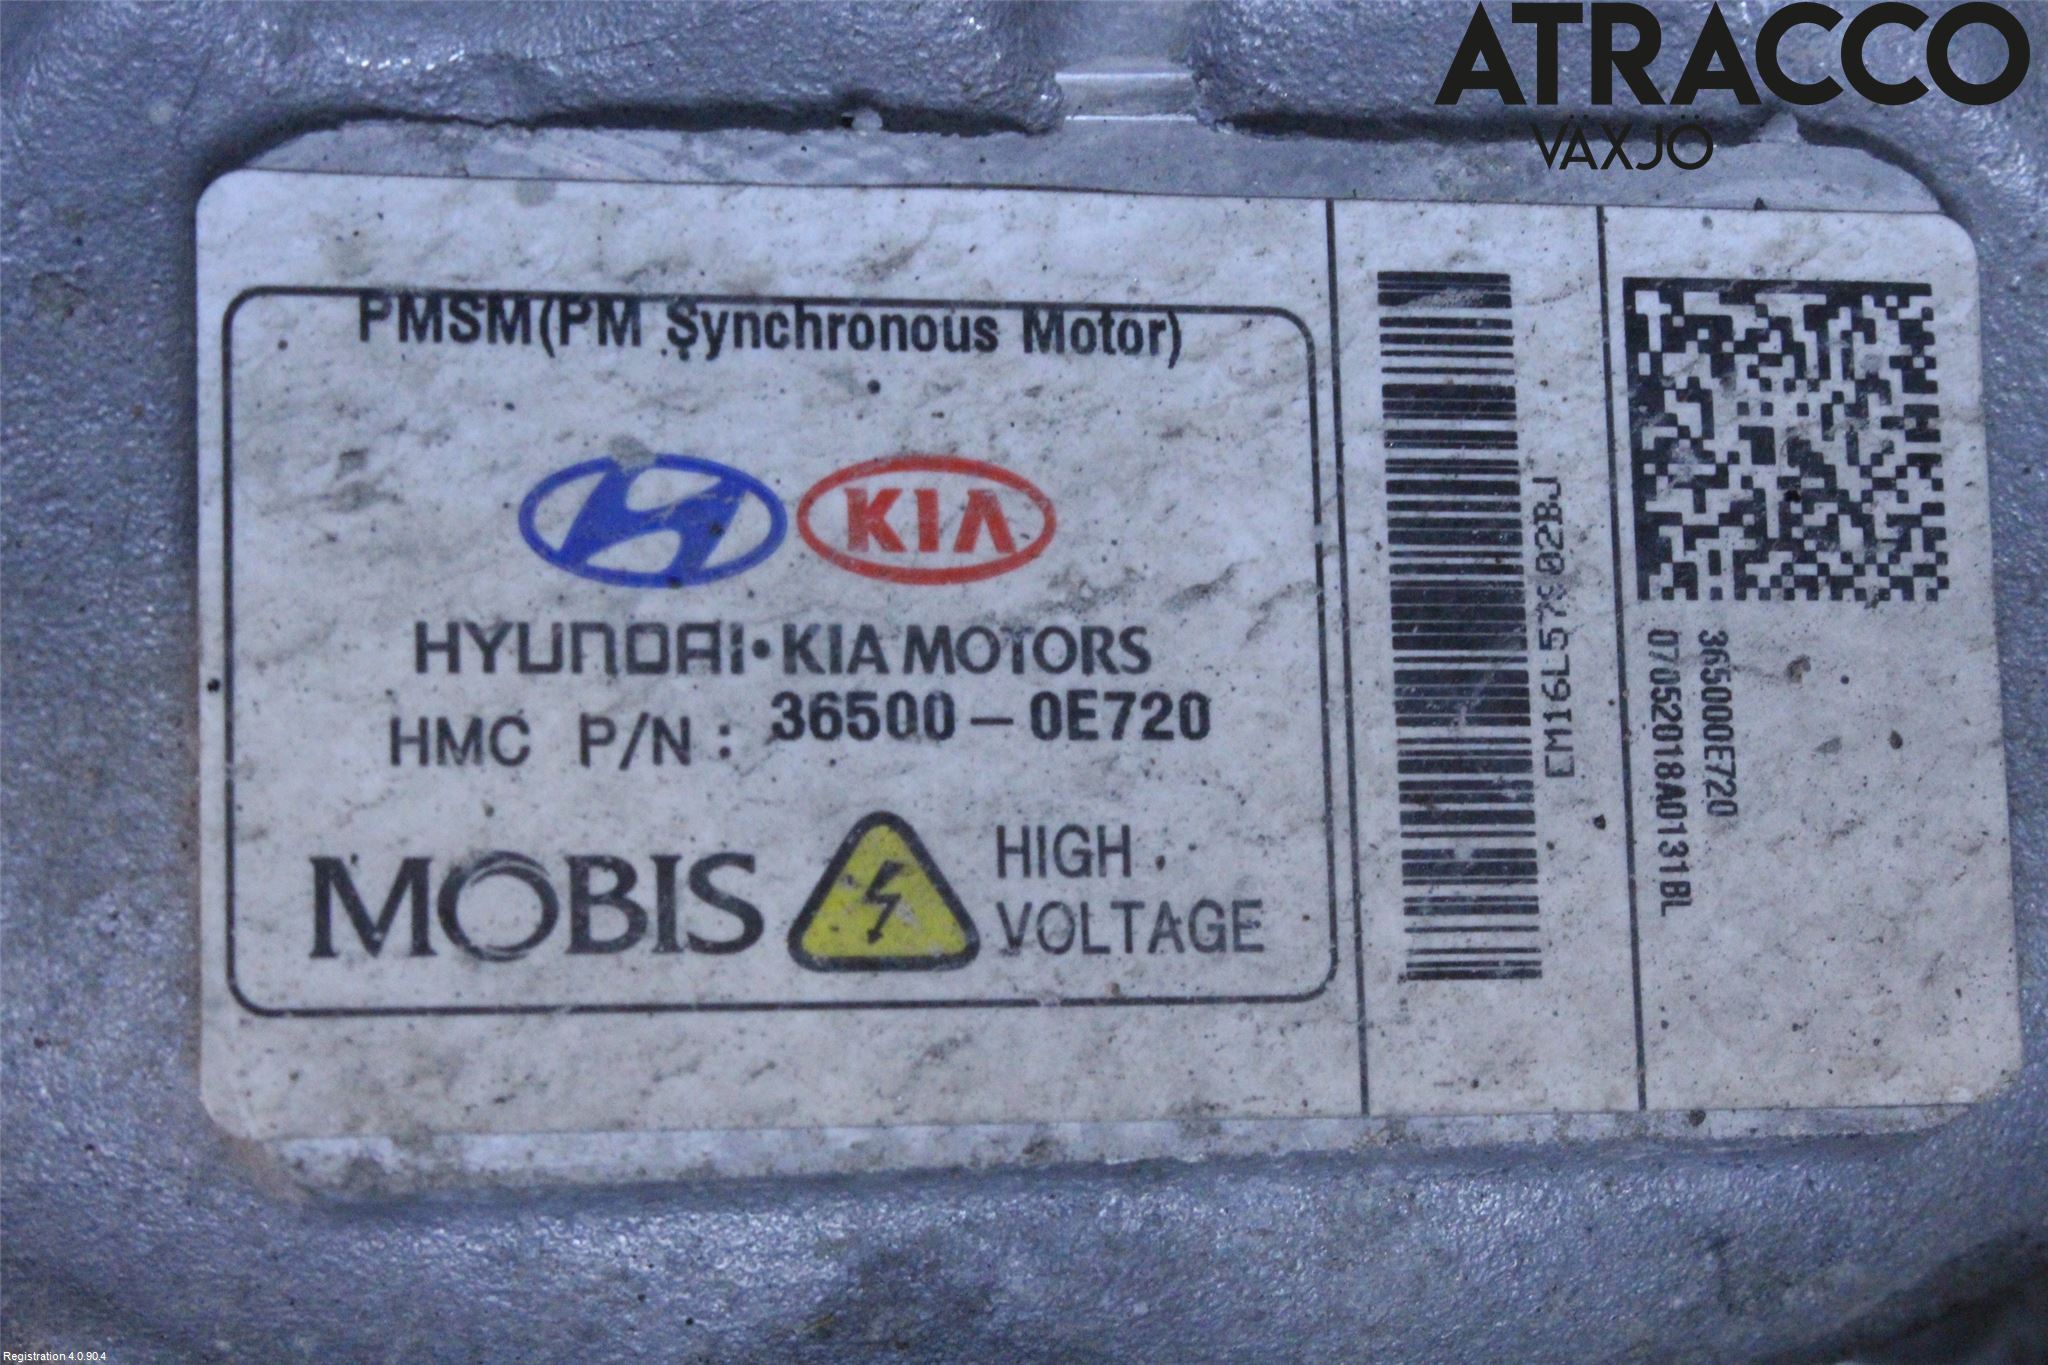 ATRACCO
VÄXJÖ
PMSM(PM Synchronous Motor)
KIA
HYUNDAI • KIA MOTORS
HMC P/N : 36500-0E720
MOBIS
HIGH
VOLTAGE
365000E720
07052018A0131BL
Registration 4.0.90.4